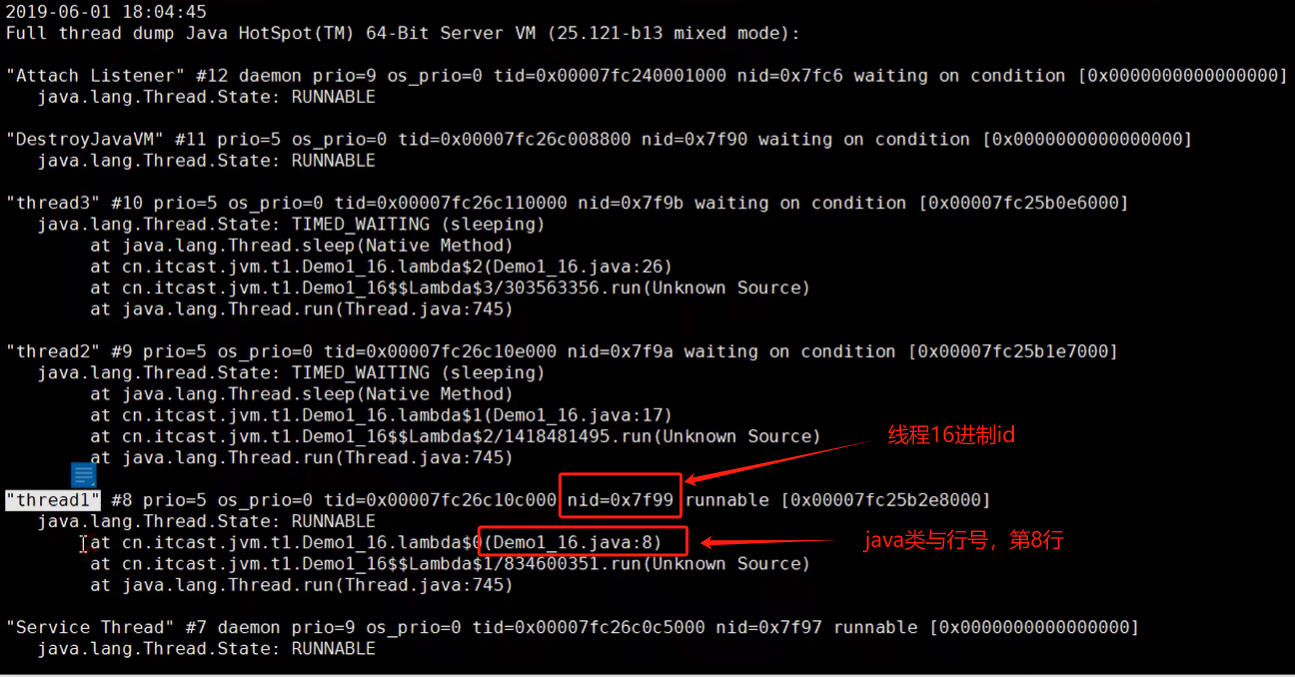 2019-06-01 18:04:45
Full thread dump Java HotSpot(TM) 64-Bit Server VM (25.121-b13 mixed mode):
"Attach Listener" #12 daemon prio=9 os_prio=0 tid=0x00007fc240001000 nid=0x7fc6 waiting on condition [0x0000000000000000]
java.lang.Thread.State: RUNNABLE
"DestroyJavaVM" #11 prio=5 os_prio=0 tid=0x00007fc26c008800 nid=0x7f90 waiting on condition [0x0000000000000000]
java.lang.Thread.State: RUNNABLE
"thread3" #10 prio=5 os_prio=0 tid=0x00007fc26c110000 nid=0x7f9b waiting on condition [0x00007fc25b0e6000]
java.lang.Thread.State: TIMED_WAITING (sleeping)
at java.lang.Thread.sleep(Native Method)
at cn.itcast.jvm.t1.Demo1_16.lambda$2(Demo1_16.java:26)
at cn.itcast.jvm.t1.Demo1_16$$Lambda$3/303563356.run(Unknown Source)
at java.lang.Thread.run(Thread.java:745)
"thread2" #9 prio=5 os_prio=0 tid=0x00007fc26c10e000 nid=0x7f9a waiting on condition [0x00007fc25b1e7000]
java.lang.Thread.State: TIMED_WAITING (sleeping)
at java.lang.Thread.sleep(Native Method)
at cn.itcast.jvm.t1.Demo1_16.lambda$1(Demo1_16.java:17)
at cn.itcast.jvm.t1.Demo1_16$$Lambda$2/1418481495.run(Unknown Source)
at java.lang.Thread.run(Thread.java:745)
线程16进制id
"thread1" #8 prio=5 os_prio=0 tid=0x00007fc26c10c000 nid=0x7f99 runnable [0x00007fc25b2e8000]
java.lang.Thread.State: RUNNABLE
at cn.itcast.jvm.t1.Demo1_16.lambda$0(Demo1_16.java:8)
java类与行号，第8行
at cn.itcast.jvm.t1.Demo1_16$$Lambda$1/834600351.run(Unknown Source)
at java.lang.Thread.run(Thread.java:745)
"Service Thread" #7 daemon prio=9 os_prio=0 tid=0x00007fc26c0c5000 nid=0x7f97 runnable [0x0000000000000000]
java.lang.Thread.State: RUNNABLE